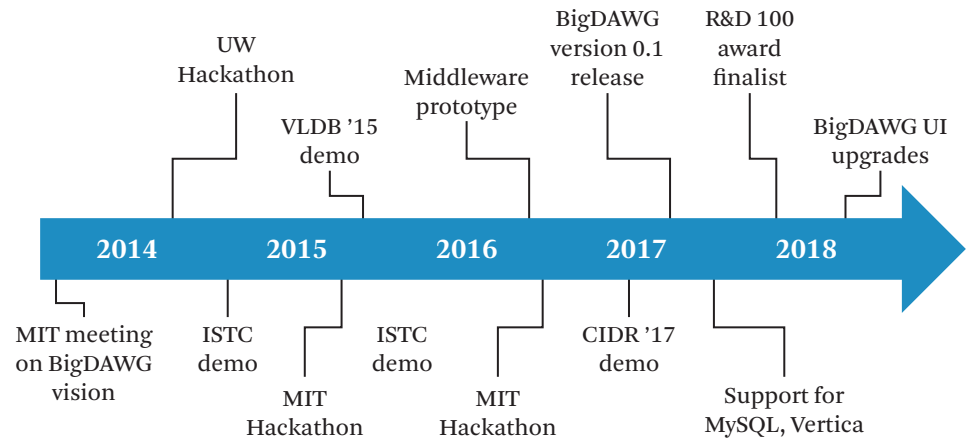 UW
Hackathon
VLDB ’15
demo
Middleware
prototype
BigDAWG
version 0.1
release
R&D 100
award
finalist
BigDAWG UI
upgrades
2014
2015
2016
2017
2018
MIT meeting
on BigDAWG
vision
ISTC
demo
MIT
Hackathon
ISTC
demo
MIT
Hackathon
CIDR ’17
demo
Support for
MySQL, Vertica